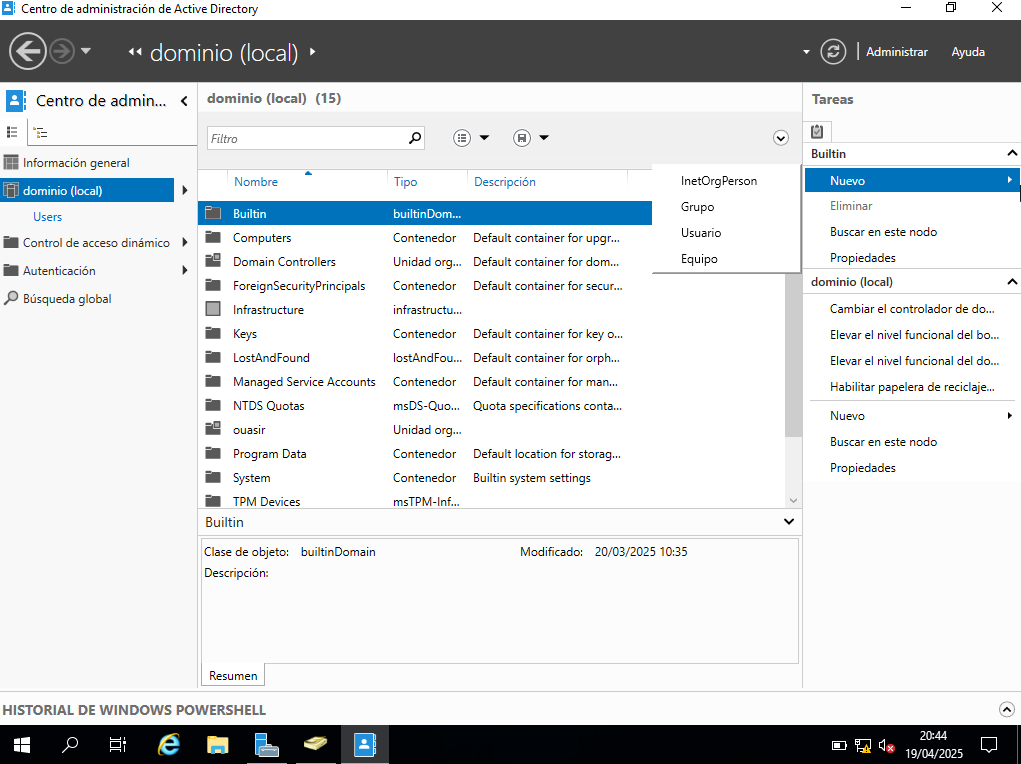 Centro de administración de Active Directory
dominio (local)
Administrar
Ayuda
Centro de admin...
Información general
dominio (local)
Users
Control de acceso dinámico
Autenticación
Búsqueda global
dominio (local) (15)
Filtro
Nombre Tipo Descripción
Builtin builtinDom...
Computers Contenedor Default container for upgr...
Domain Controllers Unidad org... Default container for dom...
ForeignSecurityPrincipals Contenedor Default container for secur...
Infrastructure infrastructu...
Keys Contenedor Default container for key o...
LostAndFound lostAndFou... Default container for orph...
Managed Service Accounts Contenedor Default container for man...
NTDS Quotas msDS-Quo... Quota specifications conta...
ouasir Unidad org...
Program Data Contenedor Default location for storag...
System Contenedor Builtin system settings
TPM Devices msTPM-Inf...
InetOrgPerson
Grupo
Usuario
Equipo
Builtin
Clase de objeto: builtinDomain Modificado: 20/03/2025 10:35
Descripción:
Resumen
Tareas
Builtin
Nuevo
Eliminar
Buscar en este nodo
Propiedades
dominio (local)
Cambiar el controlador de do...
Elevar el nivel funcional del bo...
Elevar el nivel funcional del do...
Habilitar papelera de reciclaje...
Nuevo
Buscar en este nodo
Propiedades
HISTORIAL DE WINDOWS POWERSHELL
20:44
19/04/2025